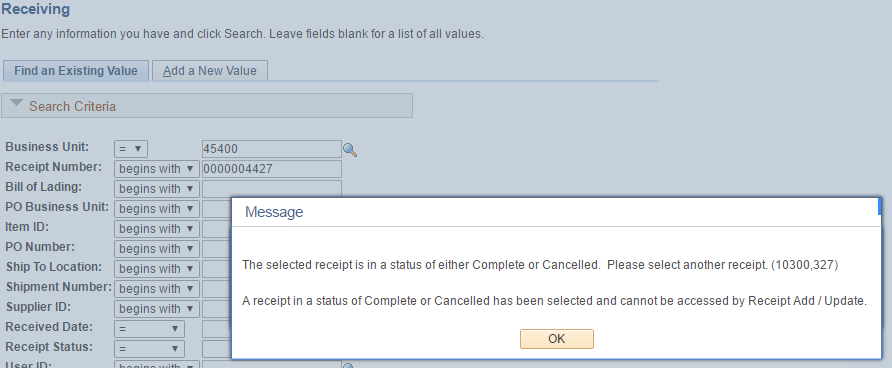 Receiving
Enter any information you have and click Search. Leave fields blank for a list of all values.
Find an Existing Value Add a New Value
Search Criteria
Business Unit: = 45400
Receipt Number: begins with 0000004427
Bill of Lading: begins with
PO Business Unit: begins with
Item ID: begins with
PO Number: begins with
Ship To Location: begins with
Shipment Number: begins with
Supplier ID: begins with
Received Date: =
Receipt Status: =
User ID: begins with
Message
The selected receipt is in a status of either Complete or Cancelled. Please select another receipt. (10300,327)
A receipt in a status of Complete or Cancelled has been selected and cannot be accessed by Receipt Add / Update.
OK